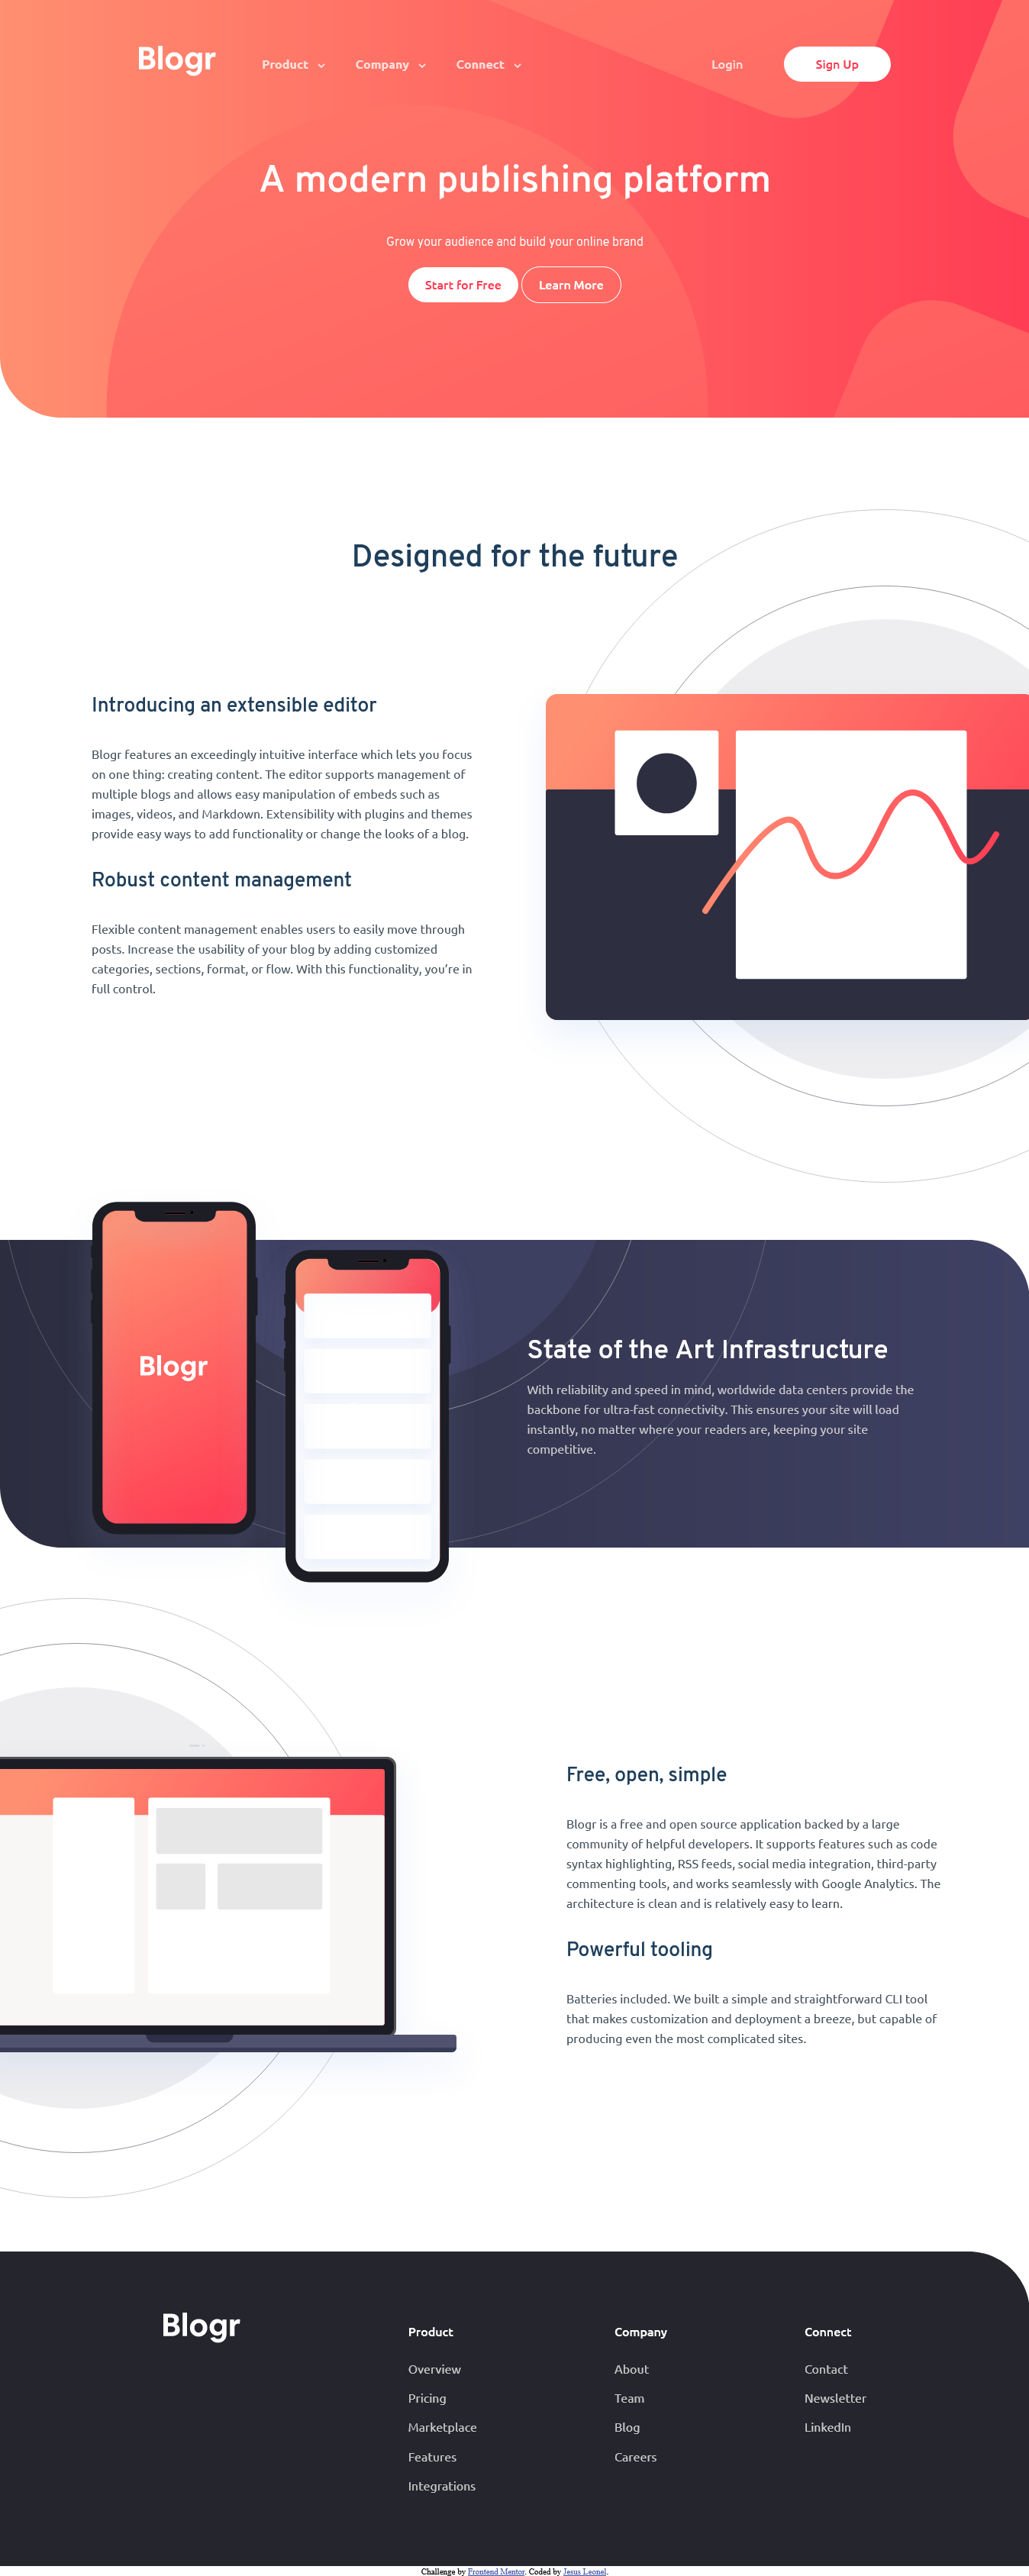 Blogr Product Company Connect Login Sign Up
A modern publishing platform
Grow your audience and build your online brand
Start for Free Learn More
Designed for the future
Introducing an extensible editor
Blogr features an exceedingly intuitive interface which lets you focus
on one thing: creating content. The editor supports management of
multiple blogs and allows easy manipulation of embeds such as
images, videos, and Markdown. Extensibility with plugins and themes
provide easy ways to add functionality or change the looks of a blog.
Robust content management
Flexible content management enables users to easily move through
posts. Increase the usability of your blog by adding customized
categories, sections, format, or flow. With this functionality, you’re in
full control.
Blogr
State of the Art Infrastructure
With reliability and speed in mind, worldwide data centers provide the
backbone for ultra-fast connectivity. This ensures your site will load
instantly, no matter where your readers are, keeping your site
competitive.
Free, open, simple
Blogr is a free and open source application backed by a large
community of helpful developers. It supports features such as code
syntax highlighting, RSS feeds, social media integration, third-party
commenting tools, and works seamlessly with Google Analytics. The
architecture is clean and is relatively easy to learn.
Powerful tooling
Batteries included. We built a simple and straightforward CLI tool
that makes customization and deployment a breeze, but capable of
producing even the most complicated sites.
Blogr
Product
Overview
Pricing
Marketplace
Features
Integrations
Company
About
Team
Blog
Careers
Connect
Contact
Newsletter
LinkedIn
Challenge by Frontend Mentor. Coded by Jesus Leonel.